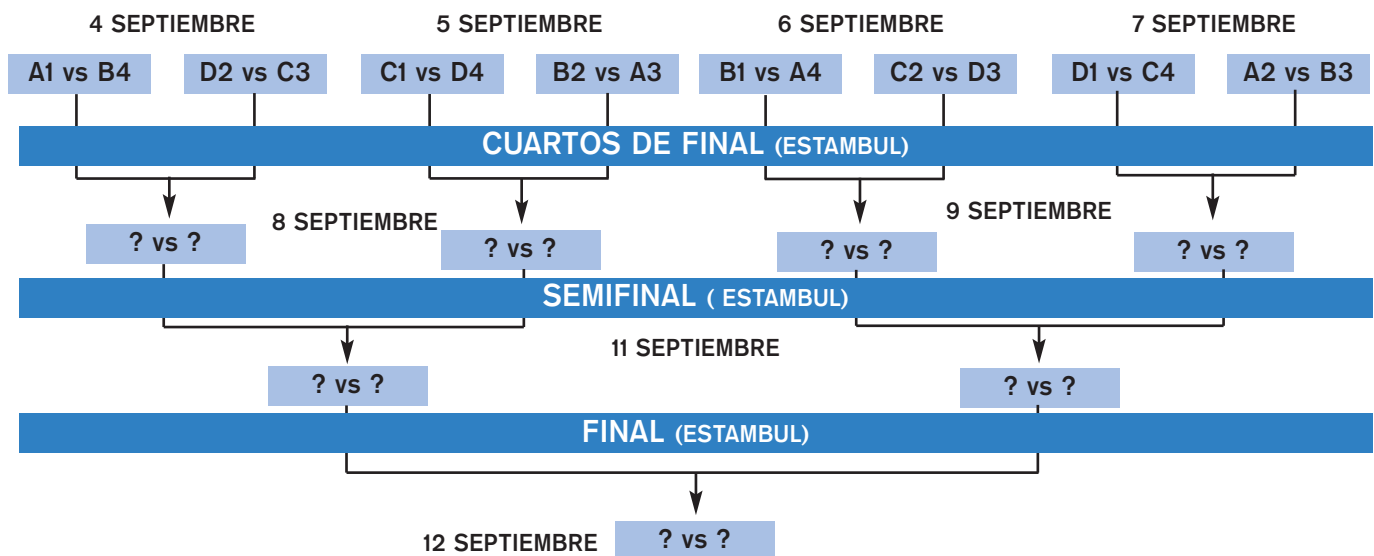 4 SEPTIEMBRE 5 SEPTIEMBRE 6 SEPTIEMBRE 7 SEPTIEMBRE
A1 vs B4 D2 vs C3 C1 vs D4 B2 vs A3 B1 vs A4 C2 vs D3 D1 vs C4 A2 vs B3
CUARTOS DE FINAL (ESTAMBUL)
8 SEPTIEMBRE 9 SEPTIEMBRE
? vs ? ? vs ? ? vs ? ? vs ?
SEMIFINAL ( ESTAMBUL)
11 SEPTIEMBRE
? vs ? ? vs ?
FINAL (ESTAMBUL)
12 SEPTIEMBRE ? vs ?